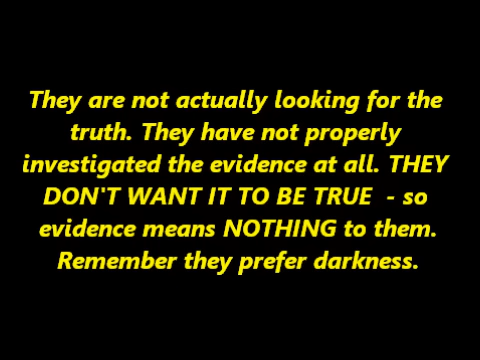 They are not actually looking for the
truth. They have not properly
investigated the evidence at all. THEY
DON'T WANT IT TO BE TRUE  - so
evidence means NOTHING to them.
Remember they prefer darkness.